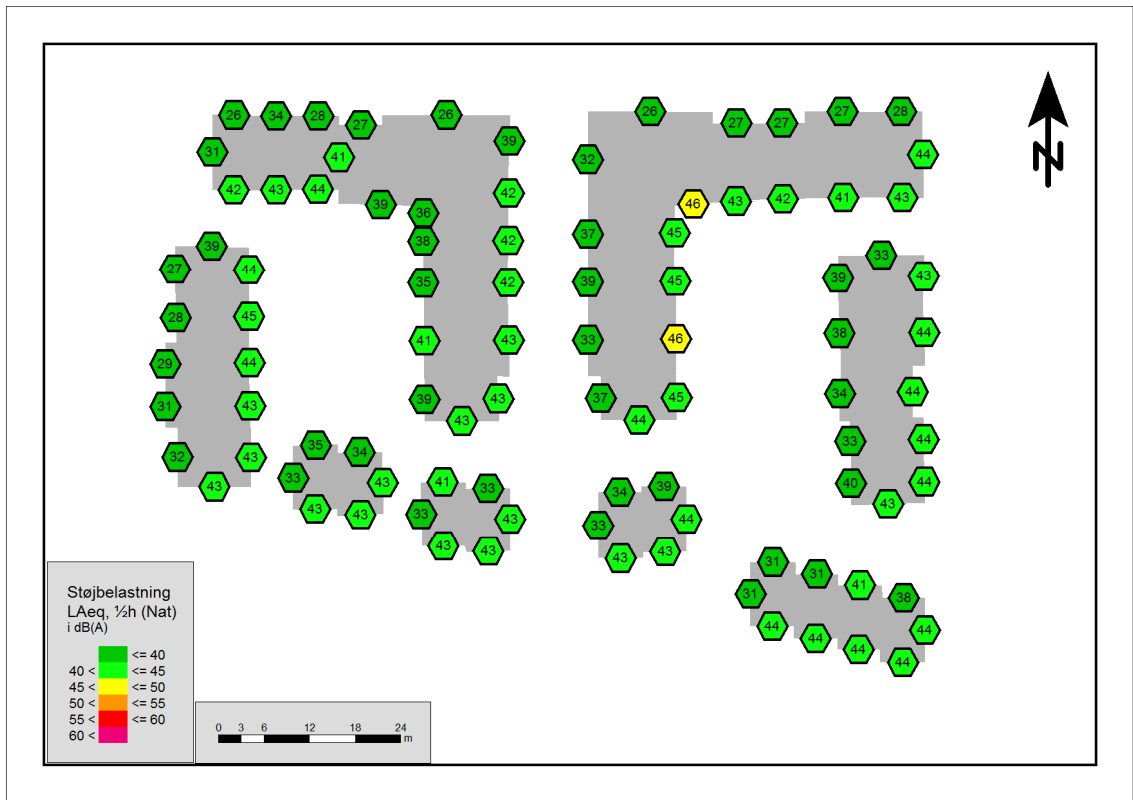 26 34 28 27 26 26 27 27 27 28
31 41 39 32 44
42 43 44 39 36 42 46 43 42 41 43
39 38 42 37 45 33
27 44 35 42 39 45 39 43
28 45 41 43 33 46 38 44
29 44 39 43 37 45 34 44
31 43 43 44 33 44
32 43 35 34 40 44
43 33 43 41 33 34 39 43
43 43 33 43 33 44
43 43 43 43
31 31 41 38
31 44
44 44 44 44
Støjbelastning
LAeq, ½h (Nat)
i dB(A)
<= 40
40 < <= 45
45 < <= 50
50 < <= 55
55 < <= 60
60 <
0 3 6 12 18 24
m
N